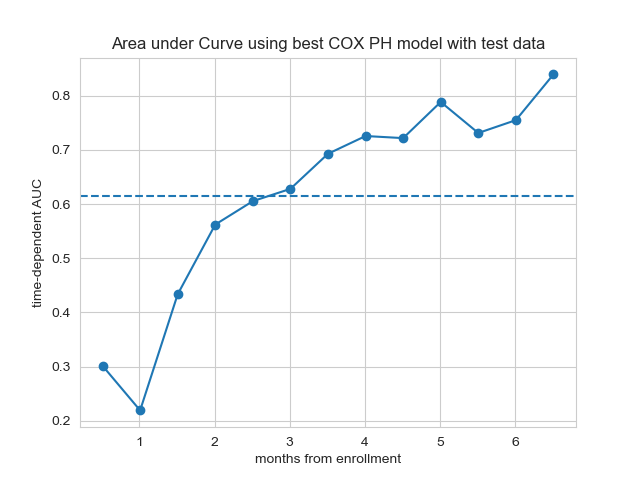 Area under Curve using best COX PH model with test data
time-dependent AUC
0.8
0.7
0.6
0.5
0.4
0.3
0.2
1 2 3 4 5 6
months from enrollment